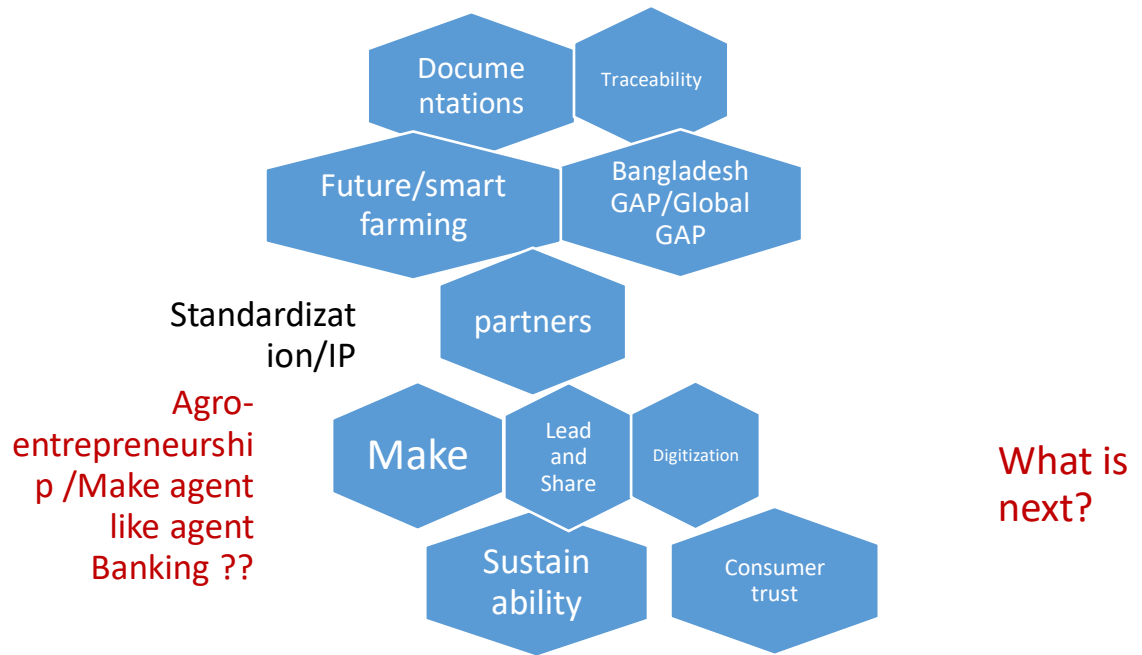 Docume
ntations
Traceability
Future/smart
farming
Bangladesh
GAP/Global
GAP
Standardizat
ion/IP
partners
Agro-
entrepreneurshi
p /Make agent
like agent
Banking ??
Make
Lead
and
Share
Digitization
What is
next?
Sustain
ability
Consumer
trust